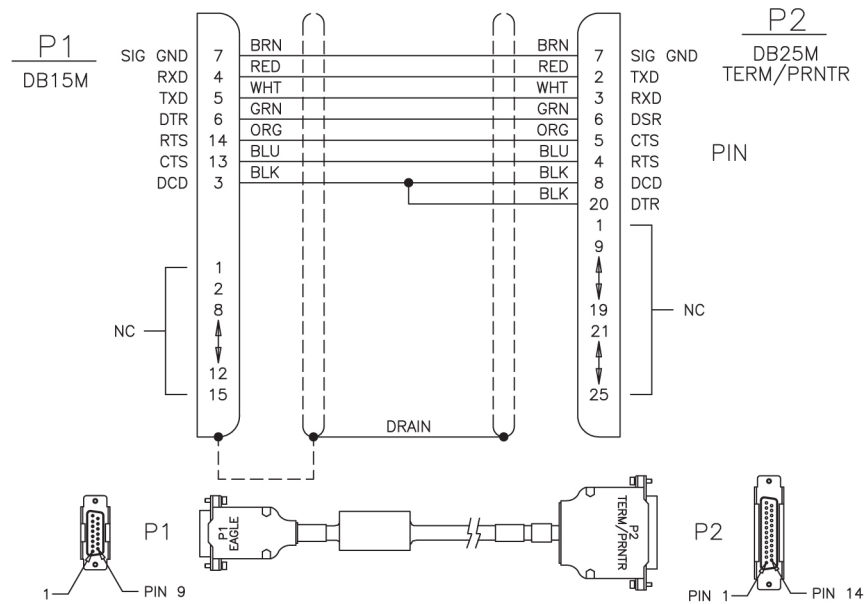 P1
DB15M
P2
DB25M
TERM/PRNTR
PIN
SIG GND 7 BRN BRN 7 SIG GND
RXD 4 RED RED 2 TXD
TXD 5 WHT WHT 3 RXD
DTR 6 GRN GRN 6 DSR
RTS 14 ORG ORG 5 CTS
CTS 13 BLU BLU 4 RTS
DCD 3 BLK BLK 8 DCD
BLK 20 DTR
1
9
1
2
8
19
NC
NC
21
12
15
25
DRAIN
P1
1
PIN 9
P1
EAGLE
P2
TERM/PRNTR
P2
PIN 1
PIN 14